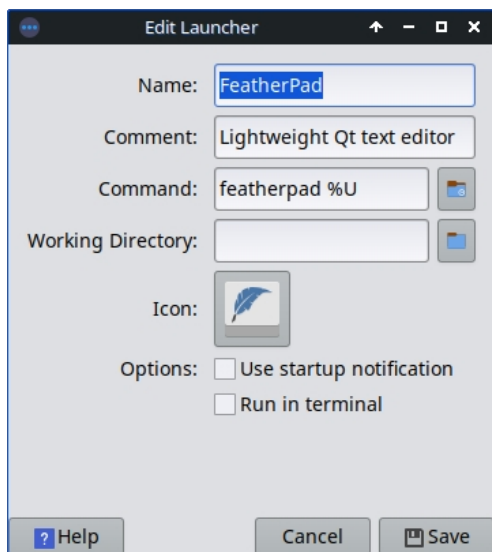 Edit Launcher
Name: FeatherPad
Comment: Lightweight Qt text editor
Command: featherpad %U
Working Directory:
Icon:
Options: Use startup notification
Run in terminal
? Help Cancel Save